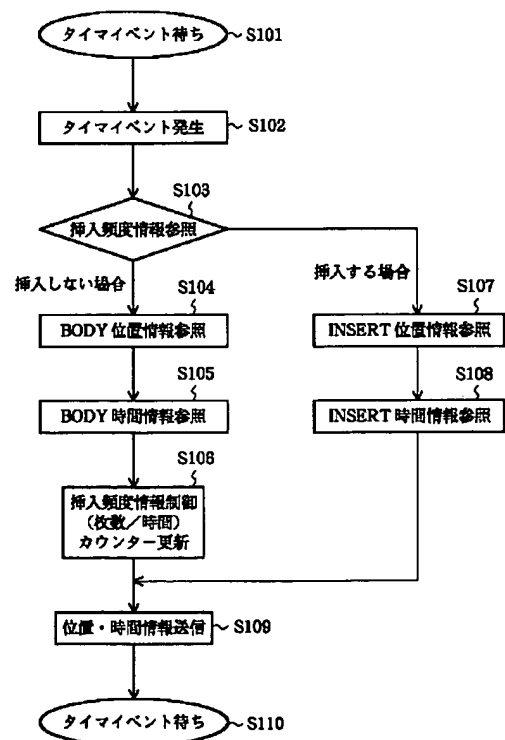 タイマイベント待ち
S101
タイマイベント発生
S102
S103
挿入頻度情報参照
挿入しない場合
挿入する場合
S104
BODY 位置情報参照
S107
INSERT 位置情報参照
S105
BODY 時間情報参照
S108
INSERT 時間情報参照
S106
挿入頻度情報制御
(枚数/時間)
カウンター更新
位置・時間情報送信
S109
タイマイベント待ち
S110